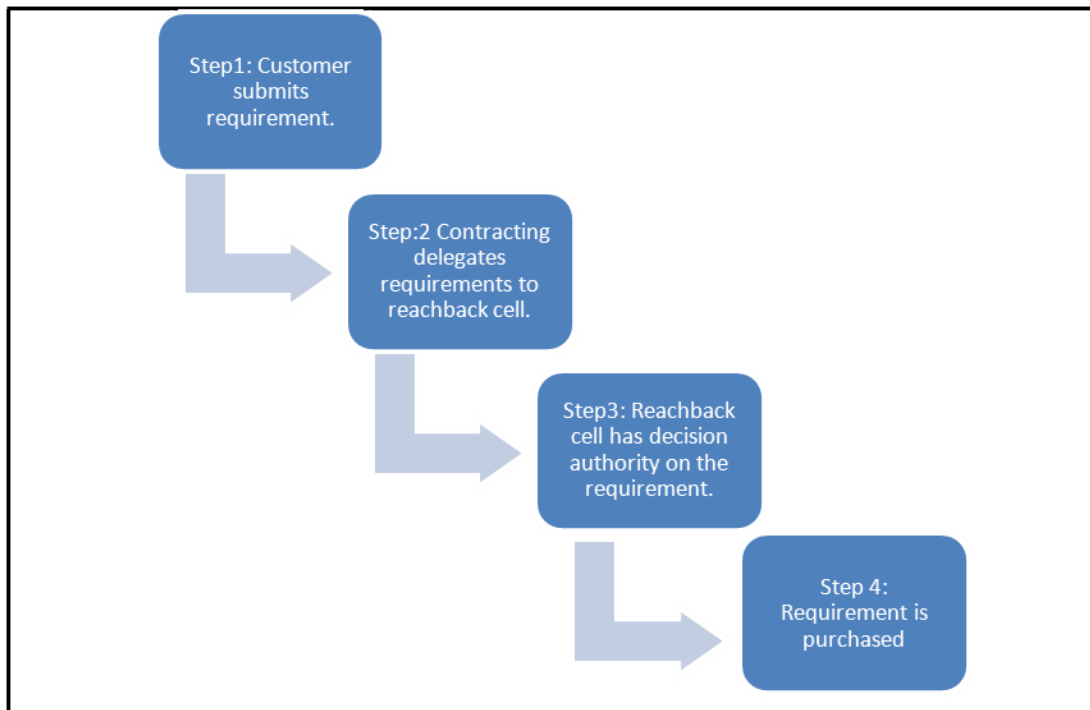 Step1: Customer
submits
requirement.
Step:2 Contracting
delegates
requirements to
reachback cell.
Step3: Reachback
cell has decision
authority on the
requirement.
Step 4:
Requirement is
purchased